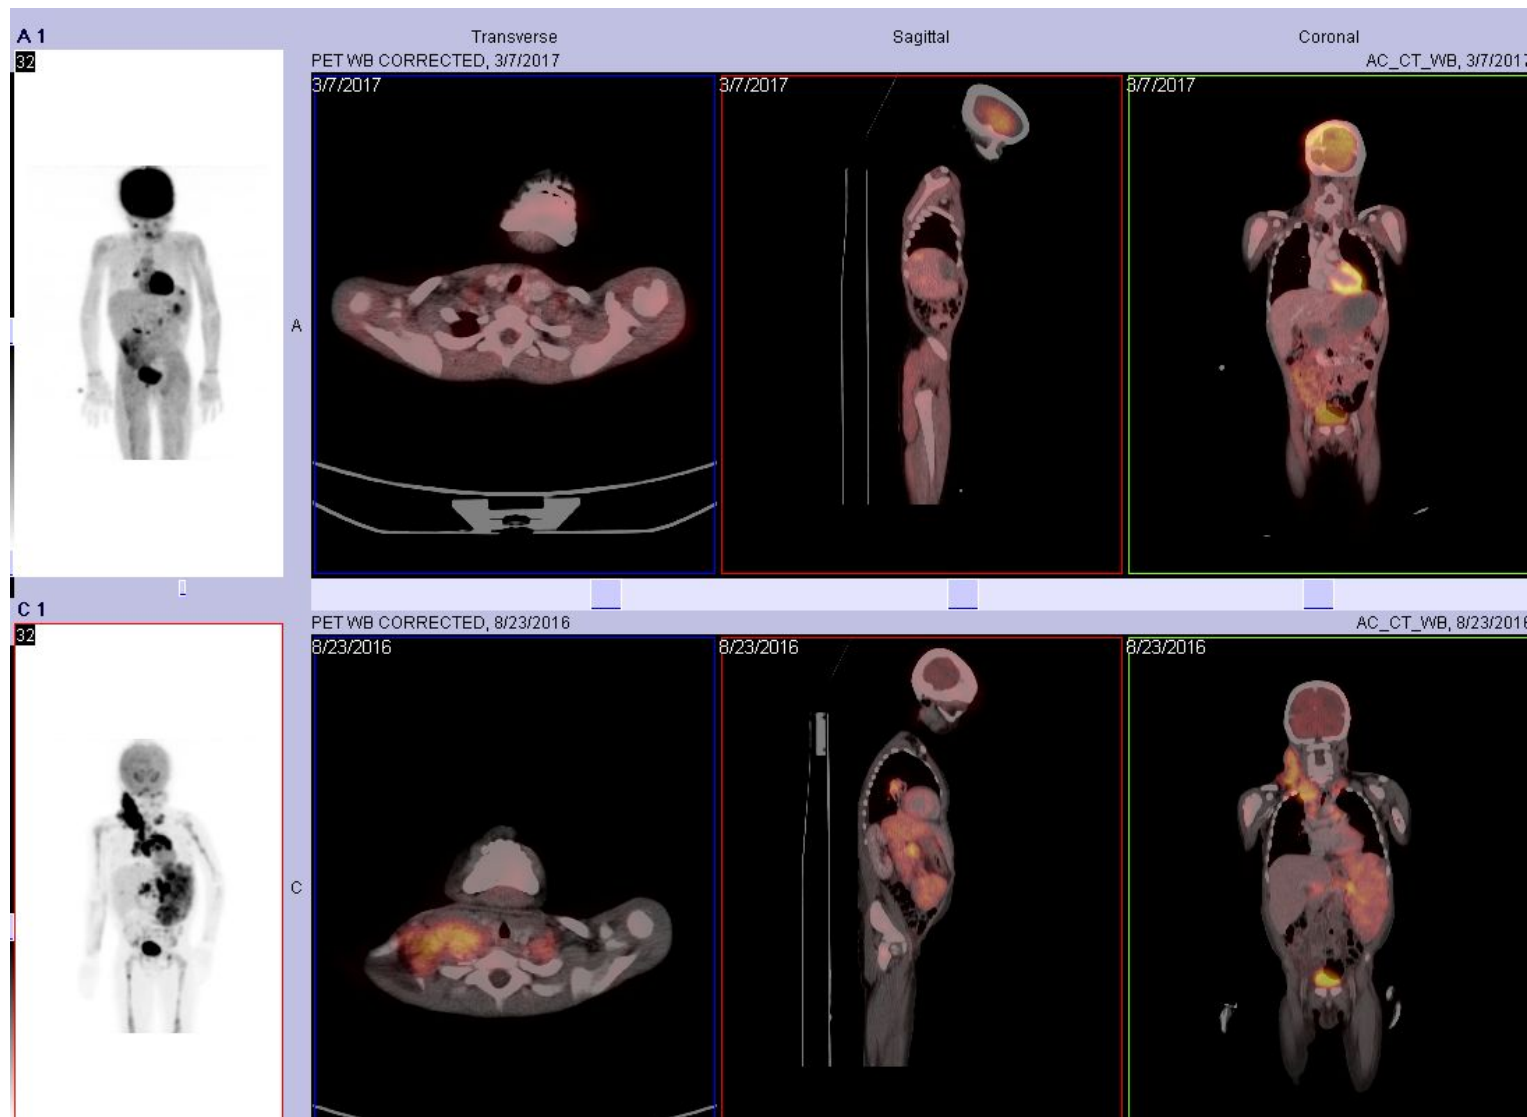 A 1
Transverse
Sagittal
Coronal
PET WB CORRECTED, 3/7/2017
AC_CT_WB, 3/7/2017
32
3/7/2017
3/7/2017
3/7/2017
A
C 1
PET WB CORRECTED, 8/23/2016
AC_CT_WB, 8/23/2016
32
8/23/2016
8/23/2016
8/23/2016
C